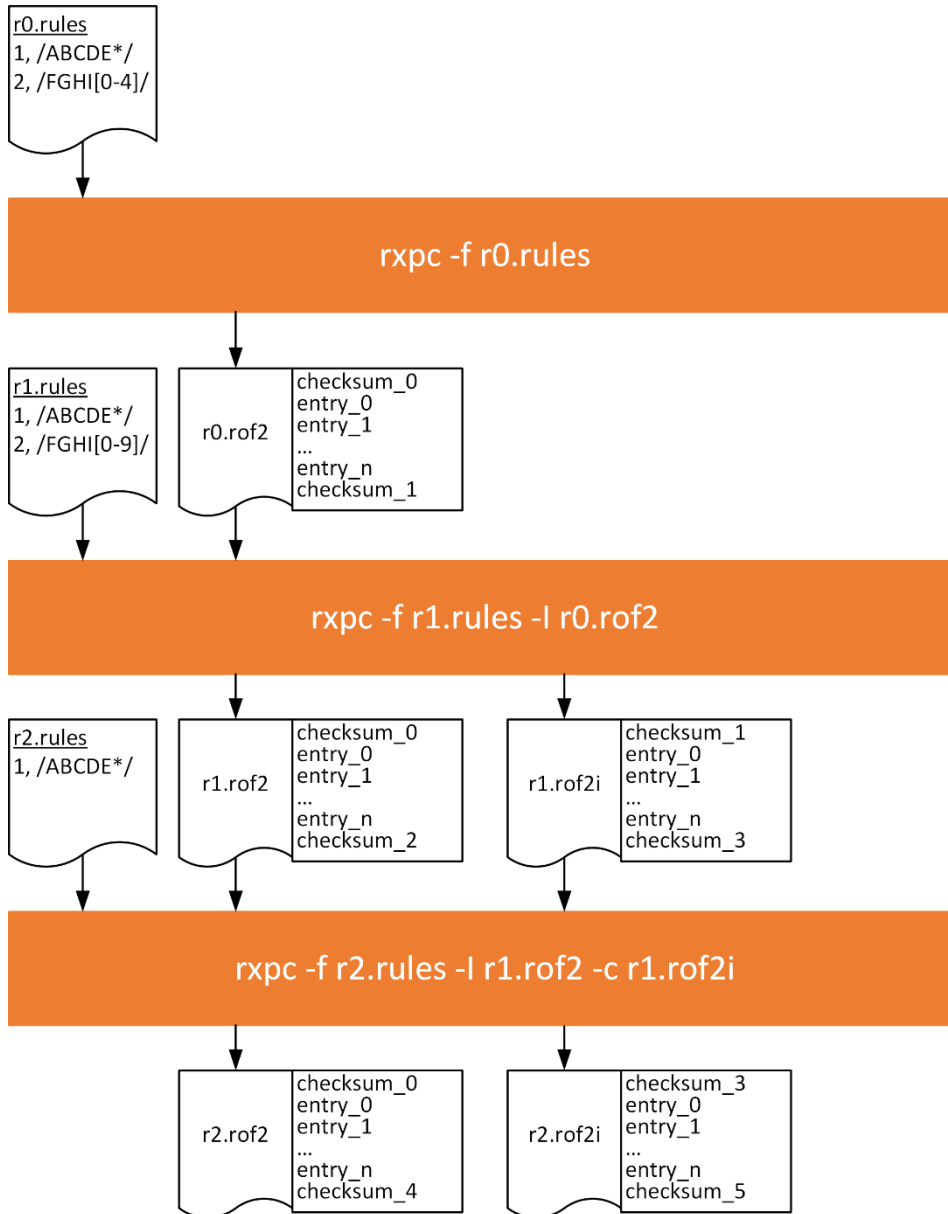 r0.rules
1, /ABCDE*/
2, /FGHI[0-4]/
rxpc -f r0.rules
r1.rules
1, /ABCDE*/
2, /FGHI[0-9]/
r0.rof2
checksum_0
entry_0
entry_1
...
entry_n
checksum_1
rxpc -f r1.rules -I r0.rof2
r2.rules
1, /ABCDE*/
r1.rof2
checksum_0
entry_0
entry_1
...
entry_n
checksum_2
r1.rof2i
checksum_1
entry_0
entry_1
...
entry_n
checksum_3
rxpc -f r2.rules -I r1.rof2 -c r1.rof2i
r2.rof2
checksum_0
entry_0
entry_1
...
entry_n
checksum_4
r2.rof2i
checksum_3
entry_0
entry_1
...
entry_n
checksum_5